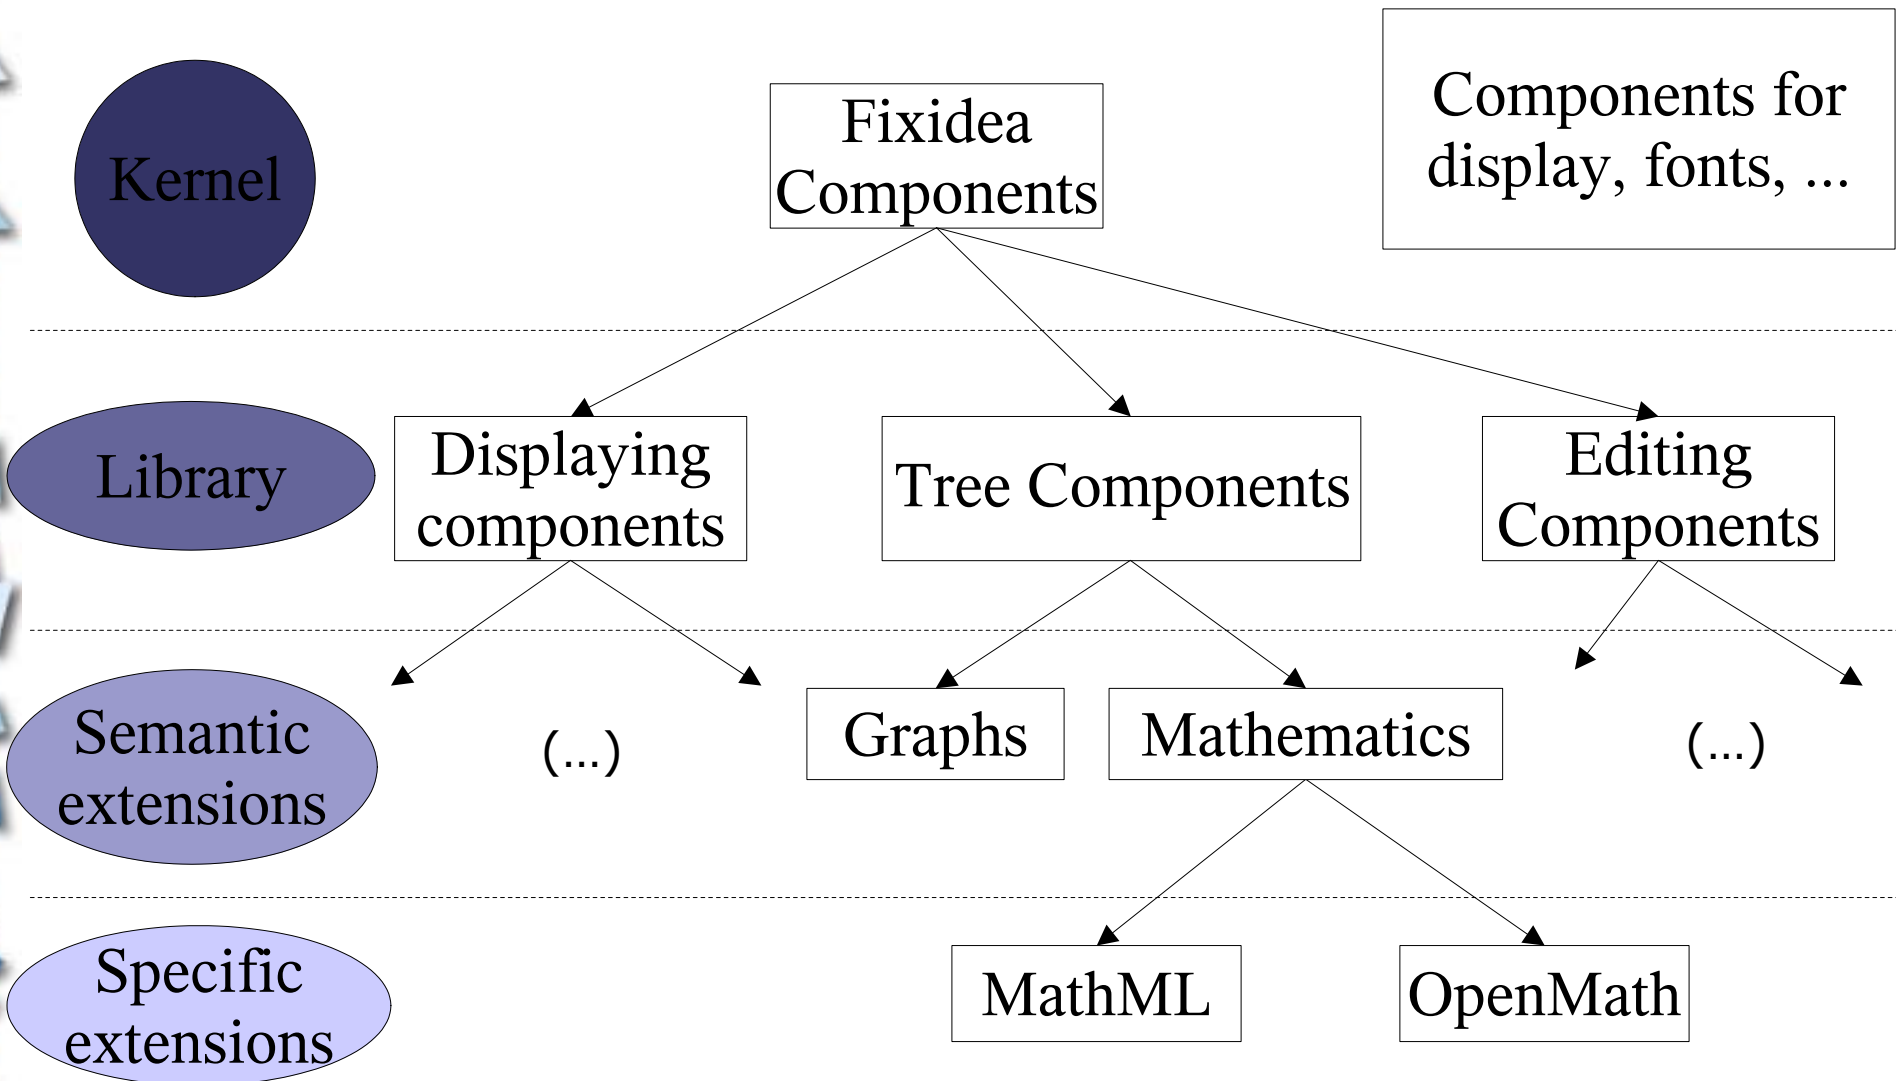 Kernel
Fixidea
Components
Components for
display, fonts, ...
Library
Displaying
components
Tree Components
Editing
Components
Semantic
extensions
(...)
Graphs
Mathematics
(...)
Specific
extensions
MathML
OpenMath